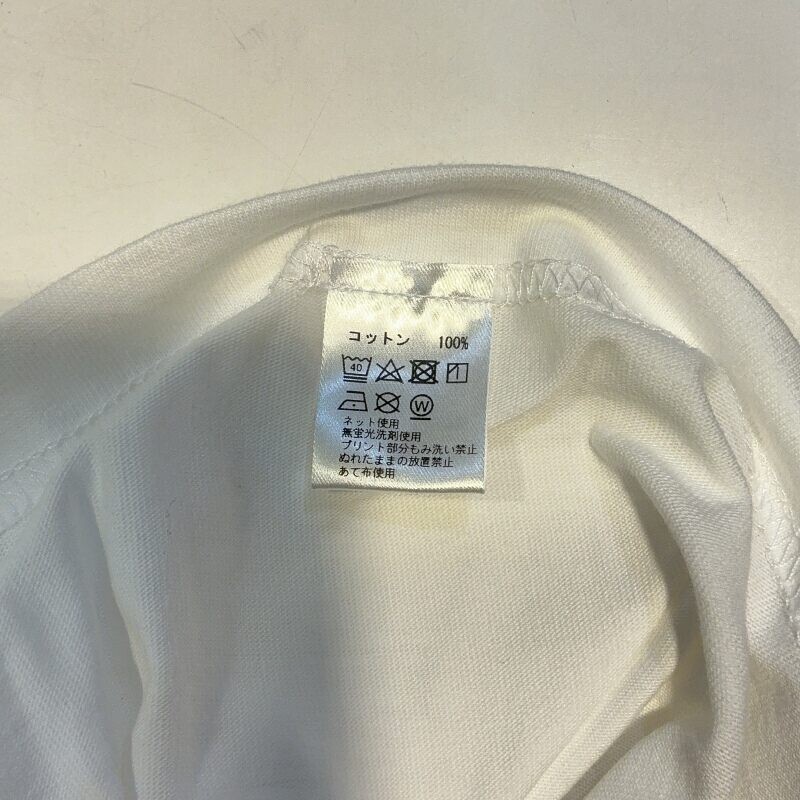 コットン 100%
40
W
ネット使用
無蛍光洗剤使用
プリント部分もみ洗い禁止
ぬれたままの放置禁止
あて布使用